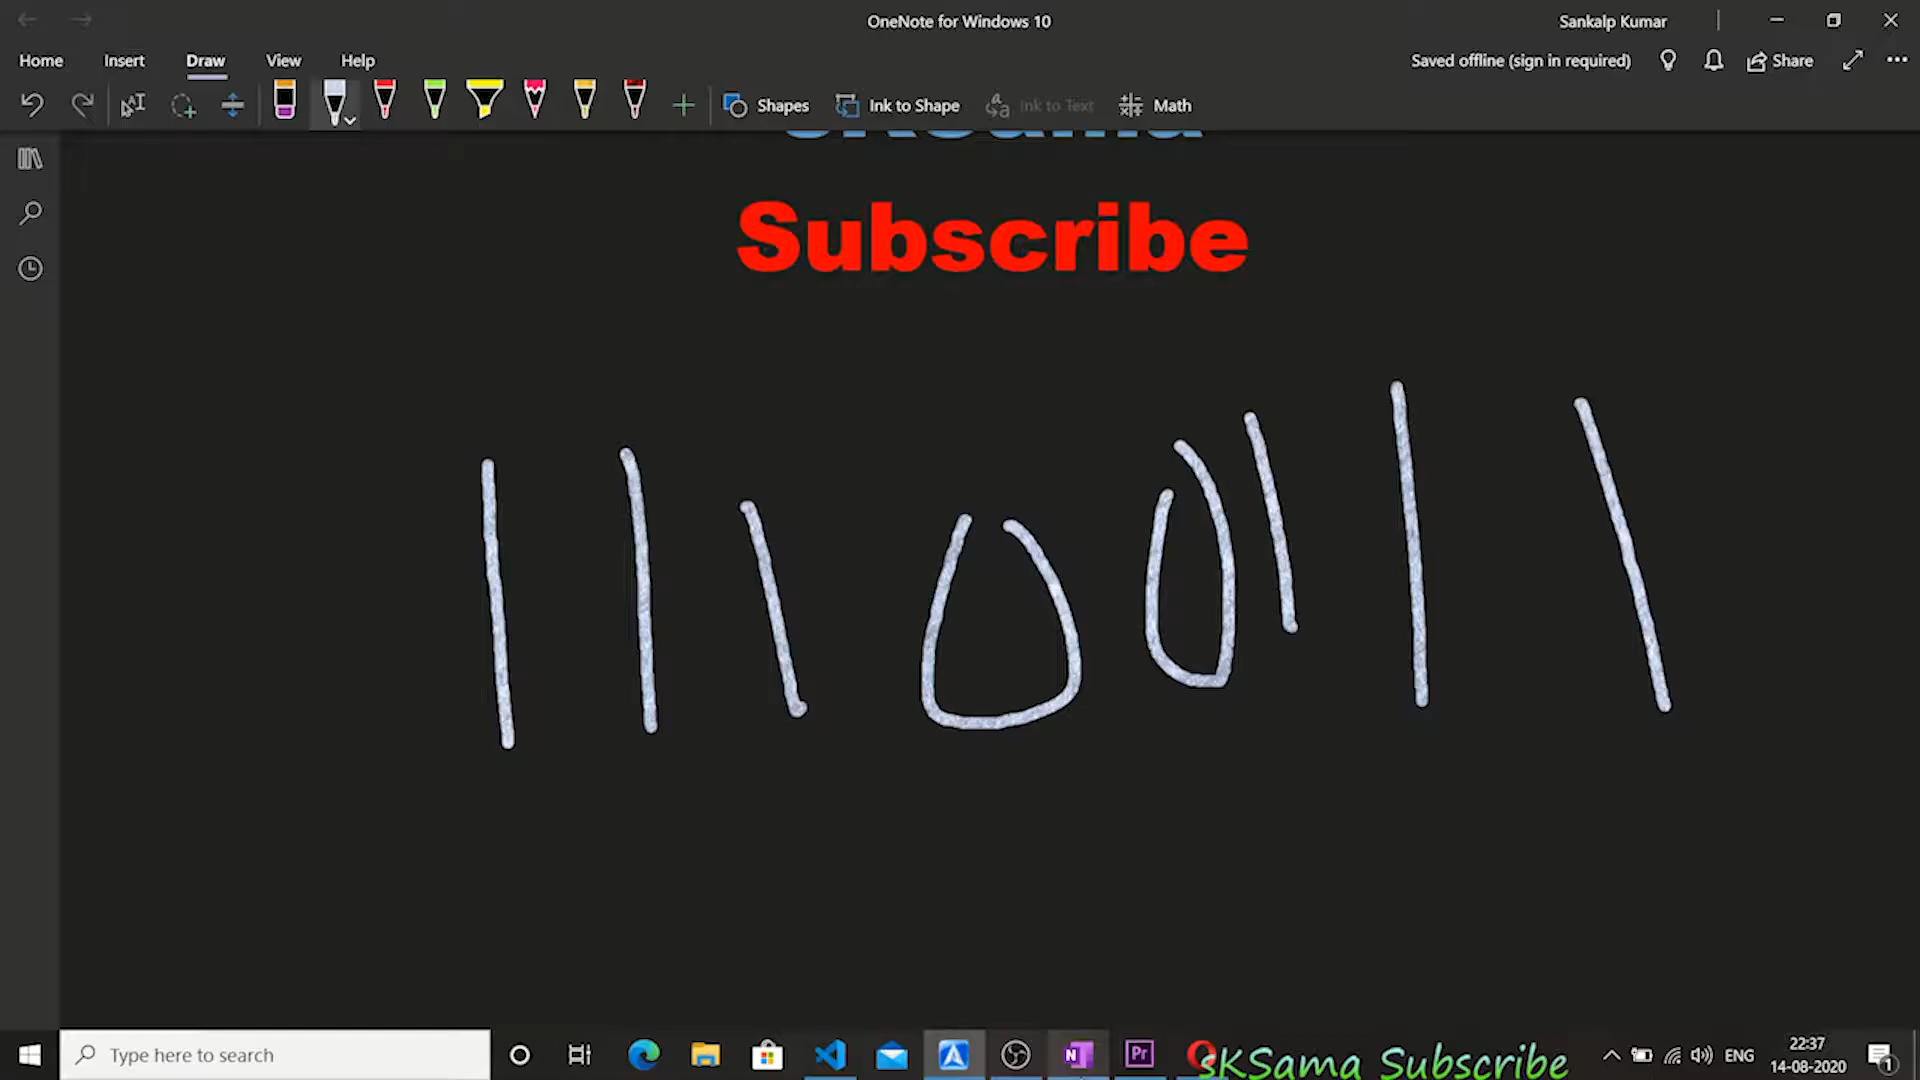 OneNote for Windows 10
Sankalp Kumar
Home Insert Draw View Help
Saved offline (sign in required)
Share
Shapes
Ink to Shape
Ink to Text
Math
Subscribe
11100111
Type here to search
sKSama Subscribe
ENG
22:37
14-08-2020
1